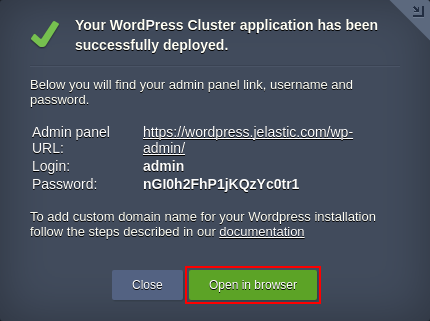 Your WordPress Cluster application has been
successfully deployed.
Below you will find your admin panel link, username and
password.
Admin panel URL: https://wordpress.jelastic.com/wp-admin/
Login: admin
Password: nGI0h2FhP1jKQzYc0tr1
To add custom domain name for your Wordpress installation
follow the steps described in our documentation
Close Open in browser